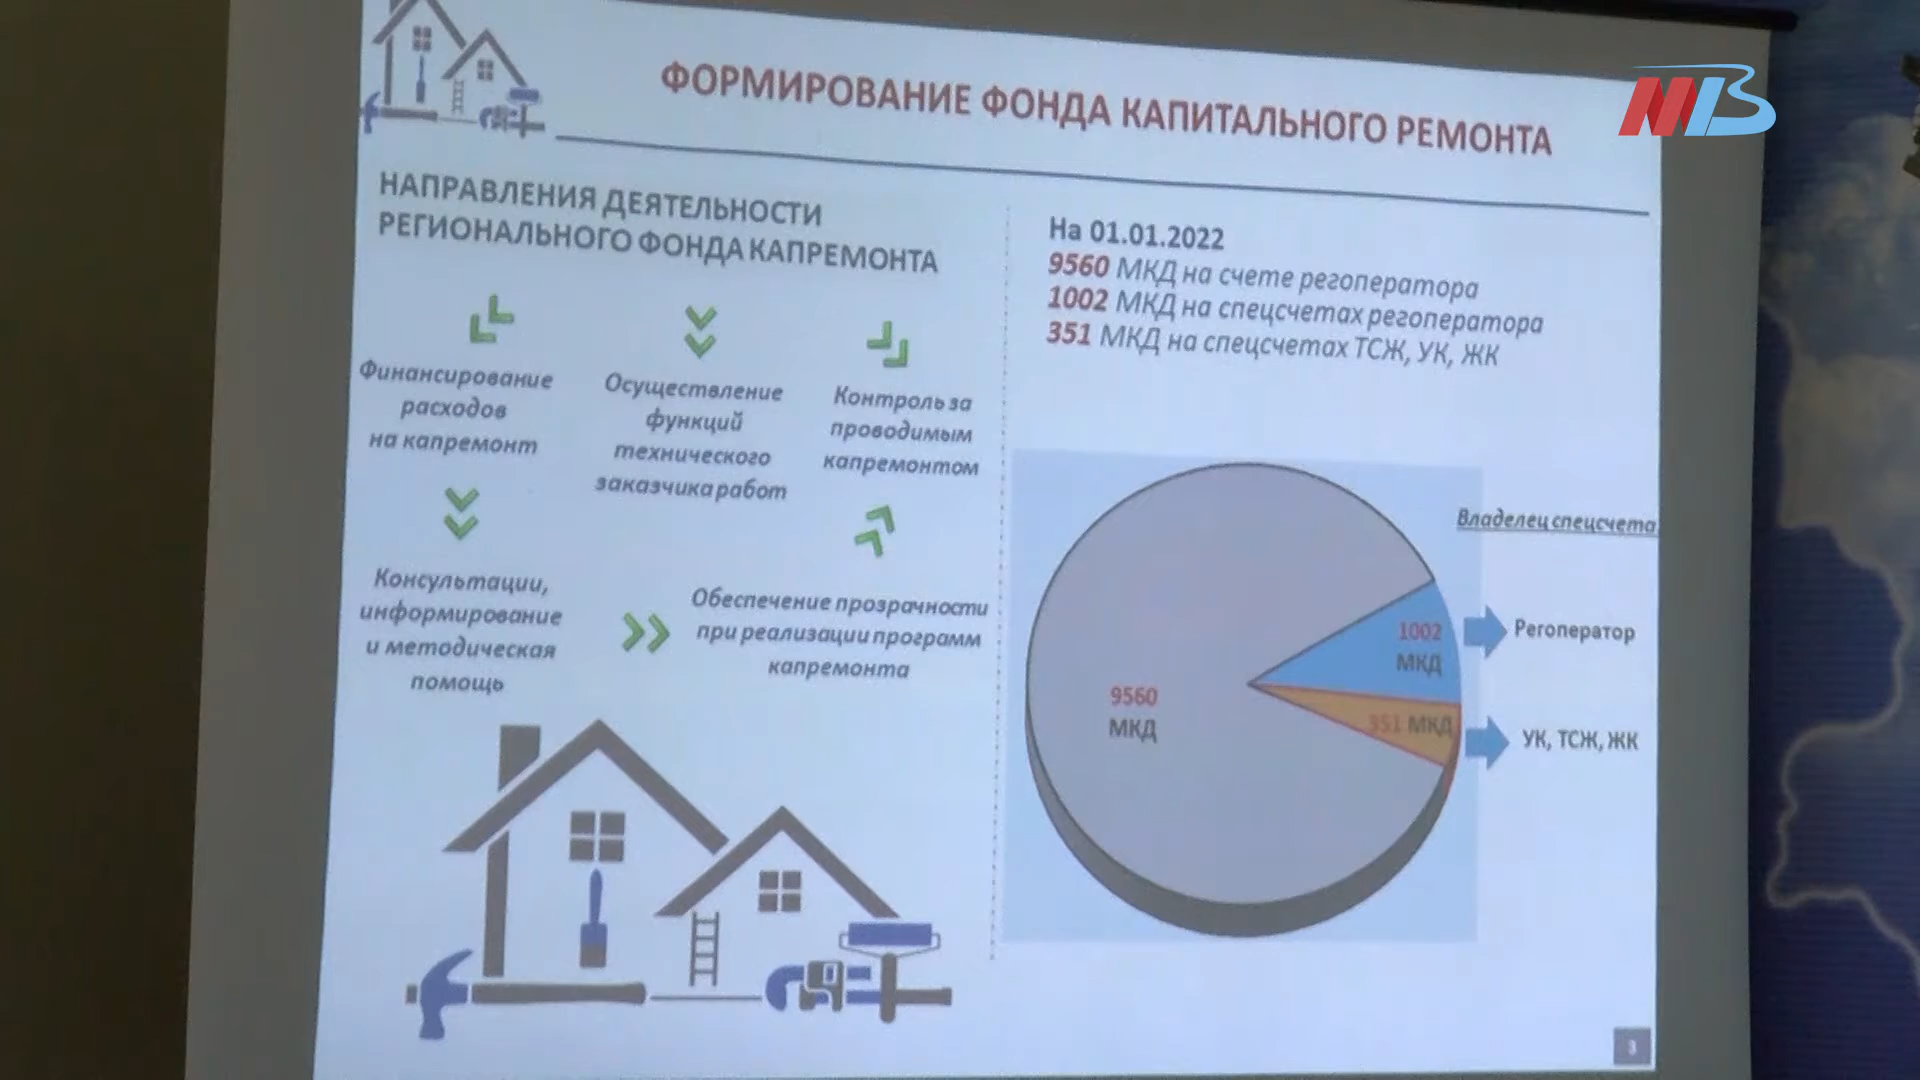 ФОРМИРОВАНИЕ ФОНДА КАПИТАЛЬНОГО РЕМОНТА
НАПРАВЛЕНИЯ ДЕЯТЕЛЬНОСТИ
РЕГИОНАЛЬНОГО ФОНДА КАПРЕМОНТА
Финансирование
расходов
на капремонт
Осуществление
функций
технического
заказчика работ
Контроль за
проводимым
капремонтом
Консультации,
информирование
и методическая
помощь
Обеспечение прозрачности
при реализации программ
капремонта
На 01.01.2022
9560 МКД на счете регоператора
1002 МКД на спецсчетах регоператора
351 МКД на спецсчетах ТСЖ, УК, ЖК
Владелец спецсчета
1002
МКД
Регоператор
9560
МКД
351 МКД
УК, ТСЖ, ЖК
3
МВ